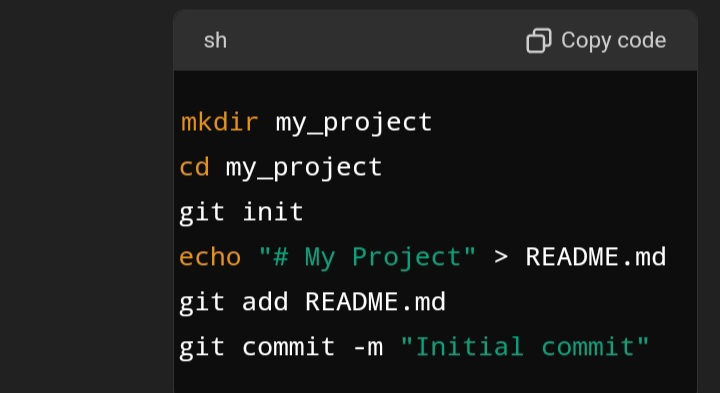 sh Copy code
mkdir my_project
cd my_project
git init
echo "# My Project" > README.md
git add README.md
git commit -m "Initial commit"